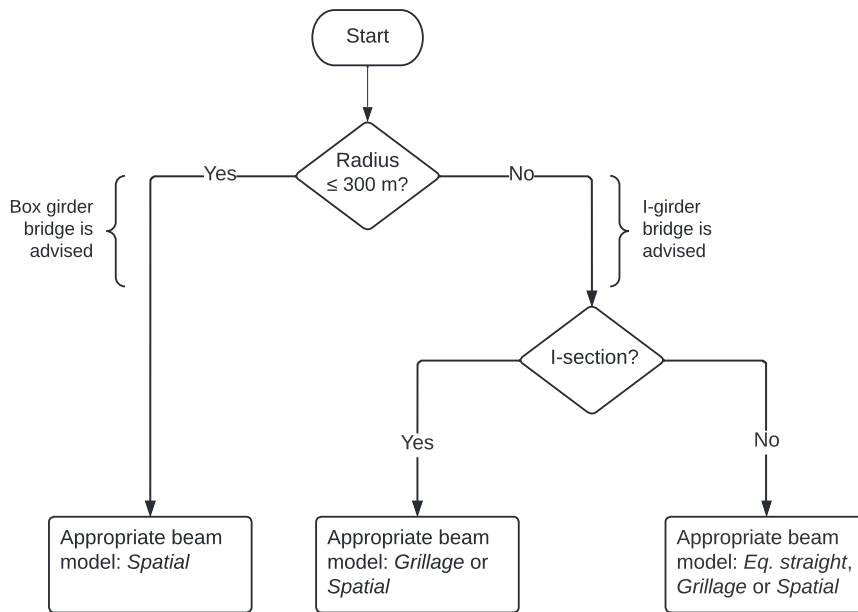 Start
Radius
≤ 300 m?
Yes
No
Box girder
bridge is
advised
I-girder
bridge is
advised
I-section?
Yes
No
Appropriate beam
model: Spatial
Appropriate beam
model: Grillage or
Spatial
Appropriate beam
model: Eq. straight,
Grillage or Spatial